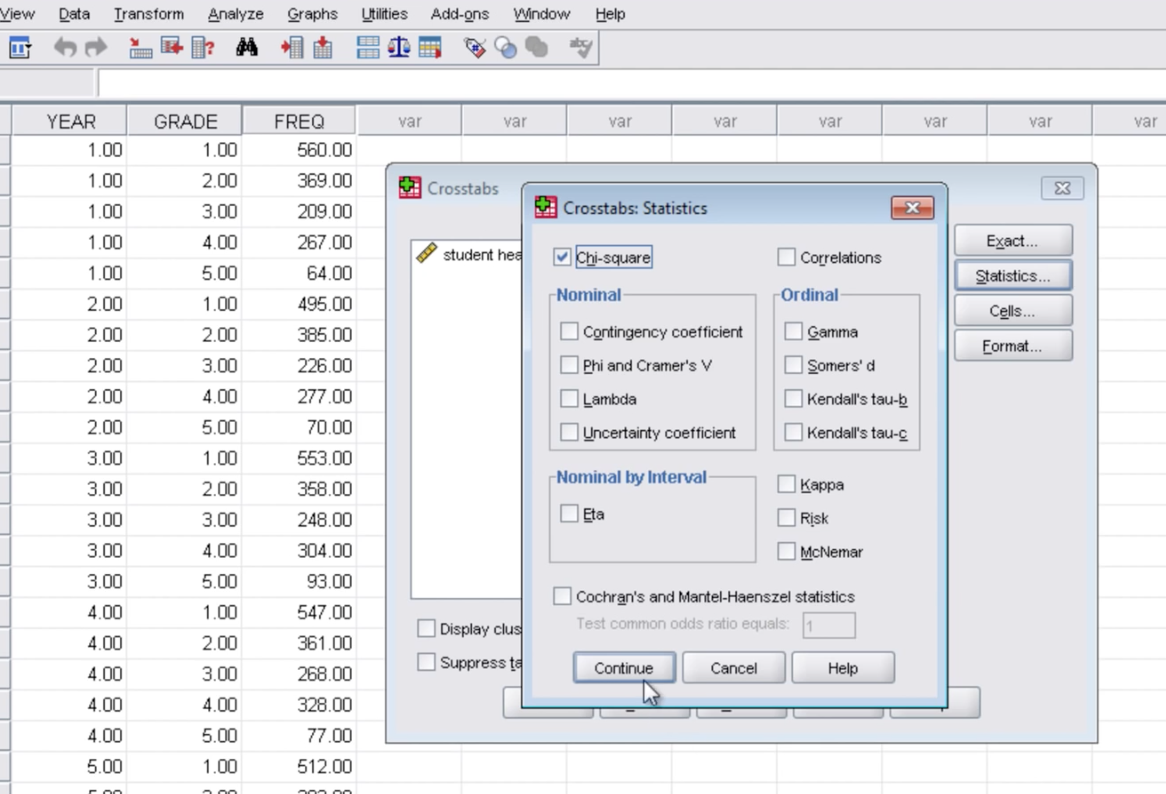 View Data Transform Analyze Graphs Utilities Add-ons Window Help
YEAR GRADE FREQ var var var var var var var var
1.00 1.00 560.00
1.00 2.00 369.00
1.00 3.00 209.00
1.00 4.00 267.00
1.00 5.00 64.00
2.00 1.00 495.00
2.00 2.00 385.00
2.00 3.00 226.00
2.00 4.00 277.00
2.00 5.00 70.00
3.00 1.00 553.00
3.00 2.00 358.00
3.00 3.00 248.00
3.00 4.00 304.00
3.00 5.00 93.00
4.00 1.00 547.00
4.00 2.00 361.00
4.00 3.00 268.00
4.00 4.00 328.00
4.00 5.00 77.00
5.00 1.00 512.00
Crosstabs
student hea
Display clus
Suppress ta
Exact...
Statistics...
Cells...
Format...
Crosstabs: Statistics
Chi-square Correlations
Nominal
Contingency coefficient
Phi and Cramer's V
Lambda
Uncertainty coefficient
Ordinal
Gamma
Somers' d
Kendall's tau-b
Kendall's tau-c
Nominal by Interval
Eta
Kappa
Risk
McNemar
Cochran's and Mantel-Haenszel statistics
Test common odds ratio equals: 1
Continue Cancel Help